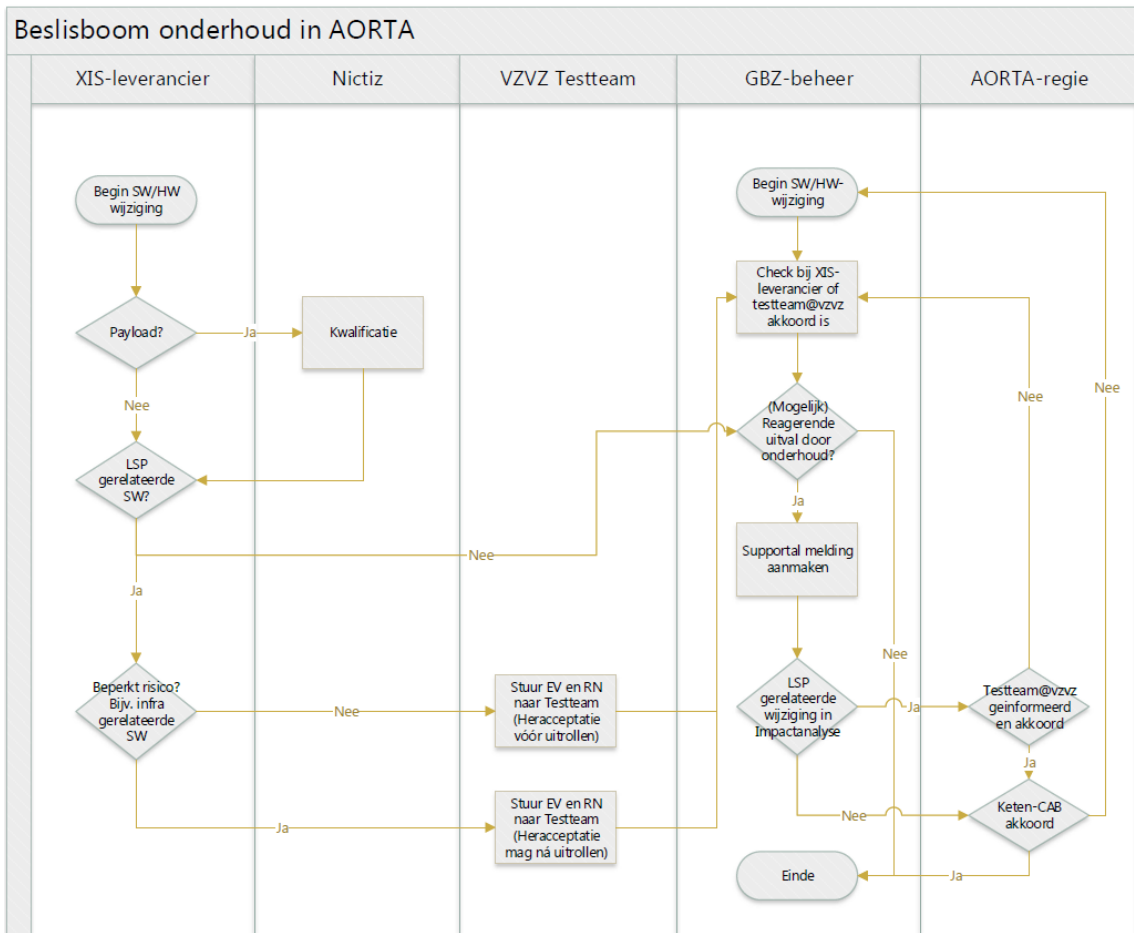 Beslisboom onderhoud in AORTA
XIS-leverancier
Nictiz
VZVZ Testteam
GBZ-beheer
AORTA-regie
Begin SW/HW
wijziging
Begin SW/HW-
wijziging
Check bij XIS-
leverancier of
testteam@vzvz
akkoord is
Payload?
Ja
Kwalificatie
Nee
Nee
Nee
(Mogelijk)
Reagerende
uitval door
onderhoud?
LSP
gerelateerde
SW?
Ja
Nee
Supportal melding
aanmaken
Ja
Nee
Beperkt risico?
Bijv. infra
gerelateerde
SW
Nee
Stuur EV en RN
naar Testteam
(Heracceptatie
vóór uitrollen)
LSP
gerelateerde
wijziging in
Impactanalyse
Ja
Testteam@vzvz
geinformeerd
en akkoord
Ja
Ja
Stuur EV en RN
naar Testteam
(Heracceptatie
mag ná uitrollen)
Nee
Keten-CAB
akkoord
Einde
Ja